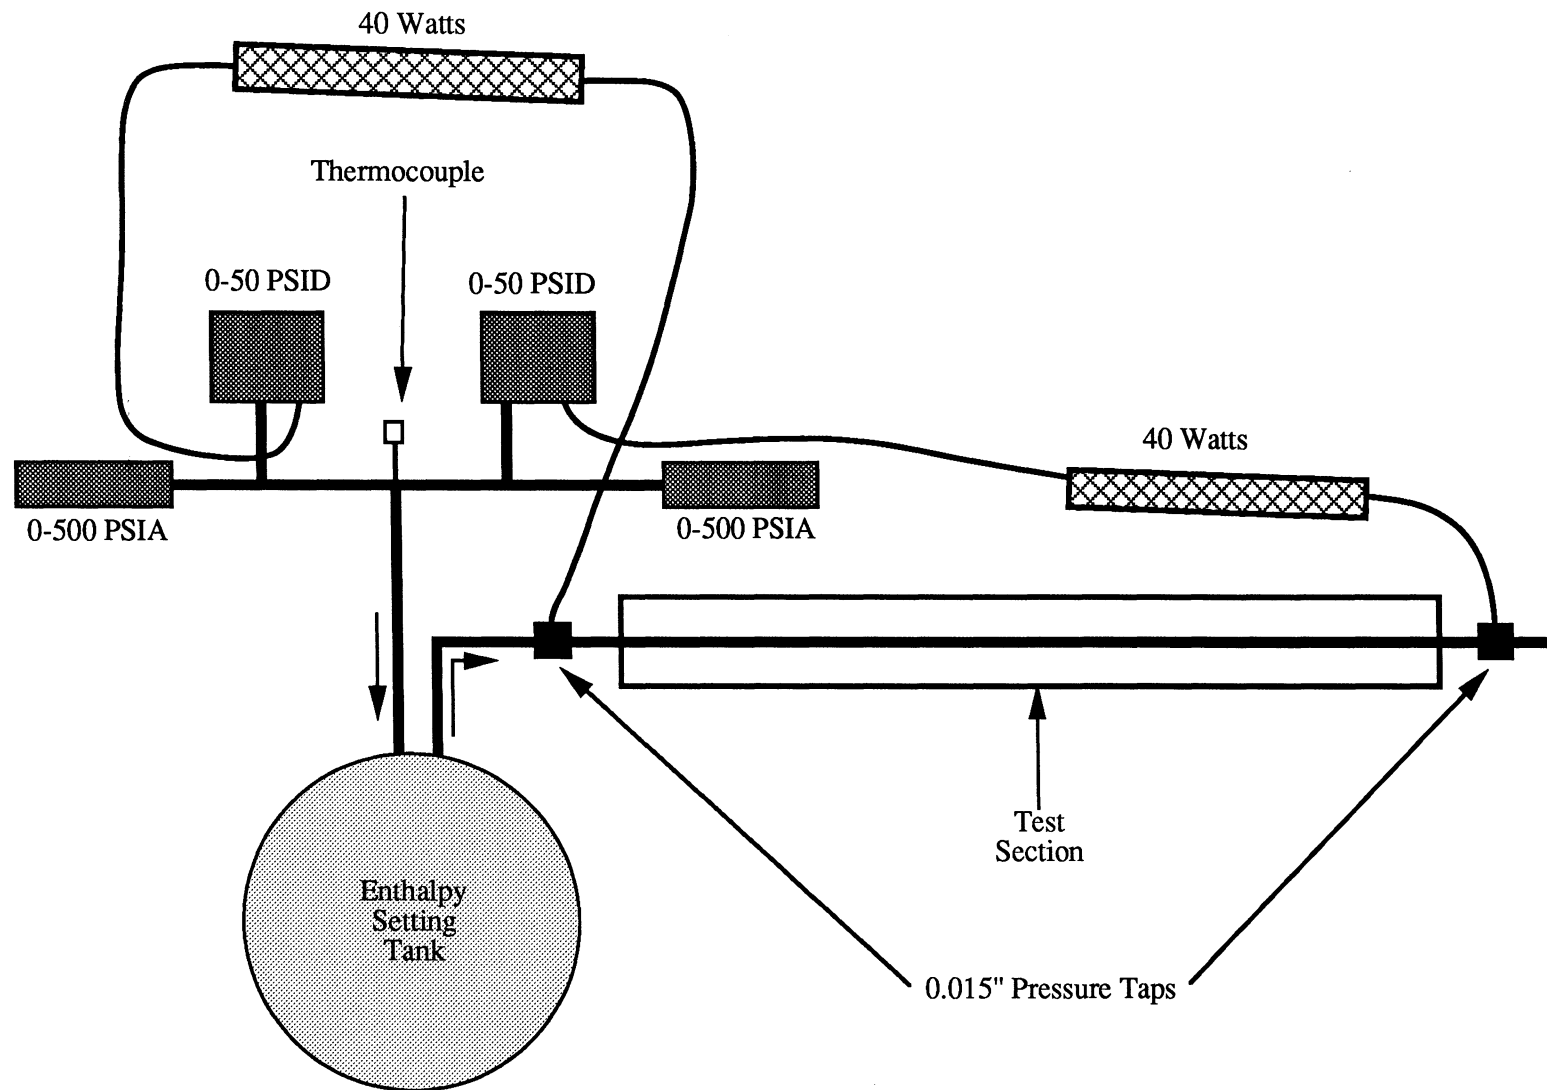 40 Watts
Thermocouple
0-50 PSID
0-50 PSID
40 Watts
0-500 PSIA
0-500 PSIA
Test
Section
Enthalpy
Setting
Tank
0.015" Pressure Taps